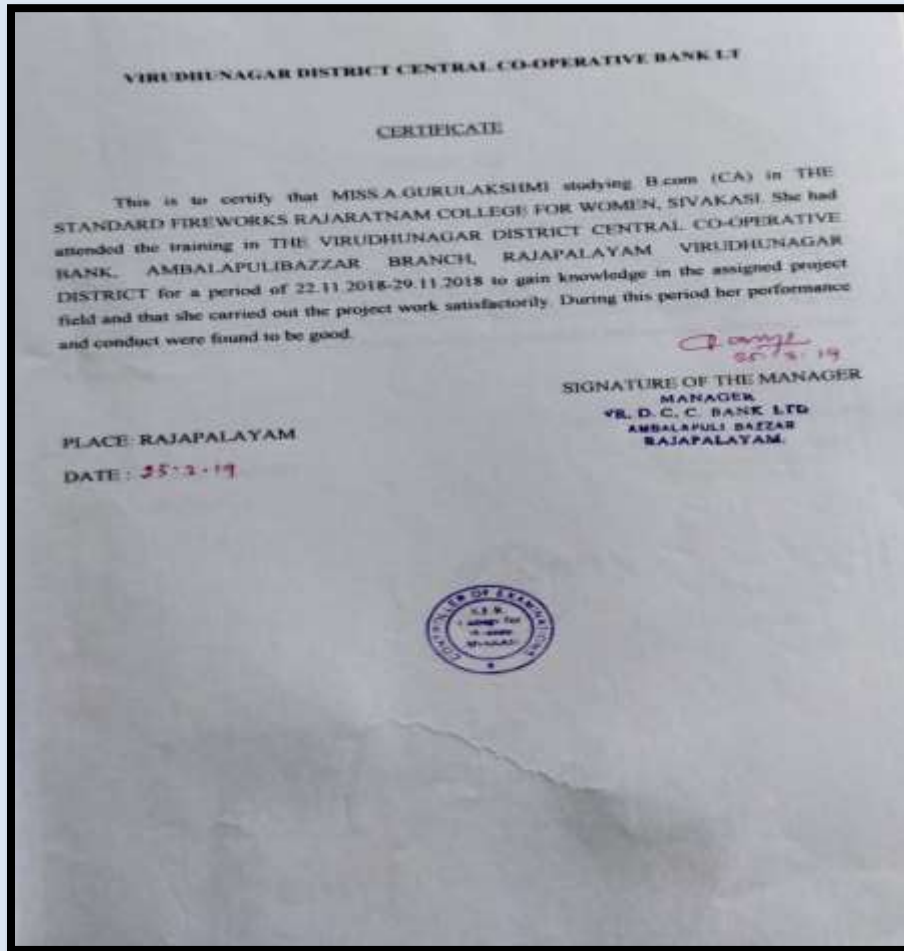 VIRUDHUNAGAR DISTRICT CENTRAL CO-OPERATIVE BANK LT
CERTIFICATE
This is to certify that MISS.A.GURULAKSHMI studying B.com (CA) in THE
STANDARD FIREWORKS RAJARATNAM COLLEGE FOR WOMEN, SIVAKASI. She had
attended the training in THE VIRUDHUNAGAR DISTRICT CENTRAL CO-OPERATIVE
BANK, AMBALAPULIBAZZAR BRANCH, RAJAPALAYAM VIRUDHUNAGAR
DISTRICT for a period of 22.11.2018-29.11.2018 to gain knowledge in the assigned project
field and that she carried out the project work satisfactorily. During this period her performance
and conduct were found to be good.
SIGNATURE OF THE MANAGER
MANAGER
VR. D. C. C. BANK LTD
AMBALAPULI BAZZAR
RAJAPALAYAM.
PLACE: RAJAPALAYAM
DATE : 25.2.19
CONTROLLER OF EXAMINATIONS